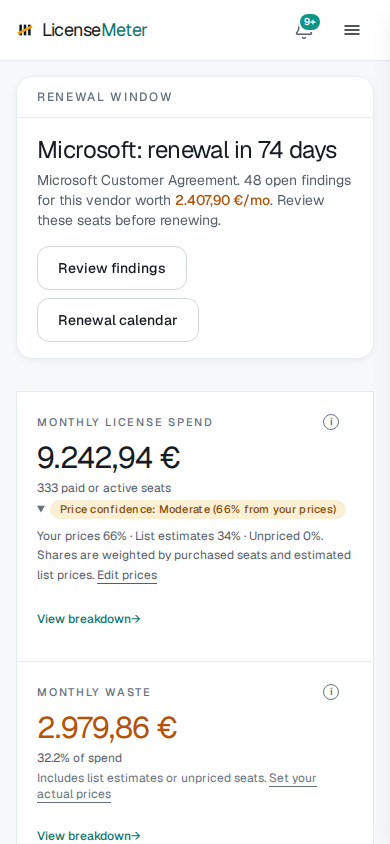 LicenseMeter
9+
RENEWAL WINDOW
Microsoft: renewal in 74 days
Microsoft Customer Agreement. 48 open findings
for this vendor worth 2.407,90 €/mo. Review
these seats before renewing.
Review findings
Renewal calendar
MONTHLY LICENSE SPEND
i
9.242,94 €
333 paid or active seats
▼ Price confidence: Moderate (66% from your prices)
Your prices 66% · List estimates 34% · Unpriced 0%.
Shares are weighted by purchased seats and estimated
list prices. Edit prices
View breakdown→
MONTHLY WASTE
i
2.979,86 €
32.2% of spend
Includes list estimates or unpriced seats. Set your
actual prices
View breakdown→